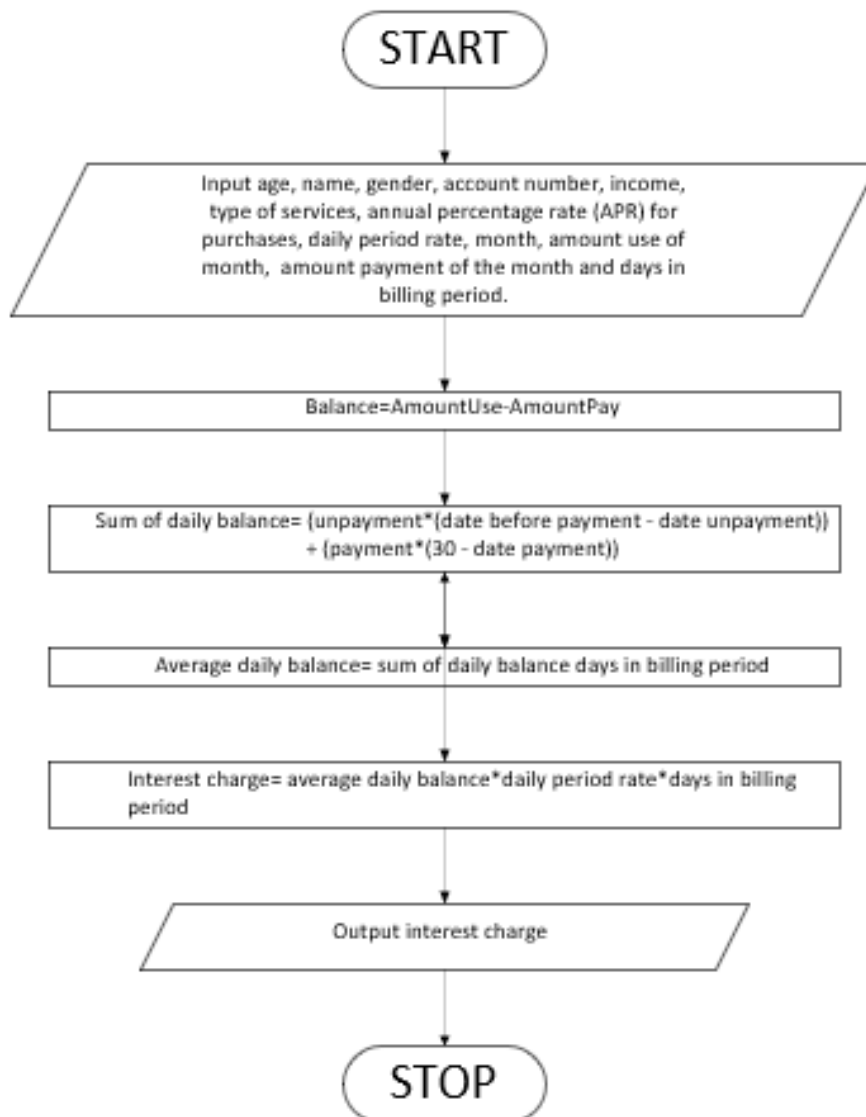 START
Input age, name, gender, account number, income,
type of services, annual percentage rate (APR) for
purchases, daily period rate, month, amount use of
month, amount payment of the month and days in
billing period.
Balance=AmountUse-AmountPay
Sum of daily balance= (unpayment*(date before payment - date unpayment))
+ (payment*(30 - date payment))
Average daily balance= sum of daily balance days in billing period
Interest charge= average daily balance*daily period rate*days in billing
period
Output interest charge
STOP